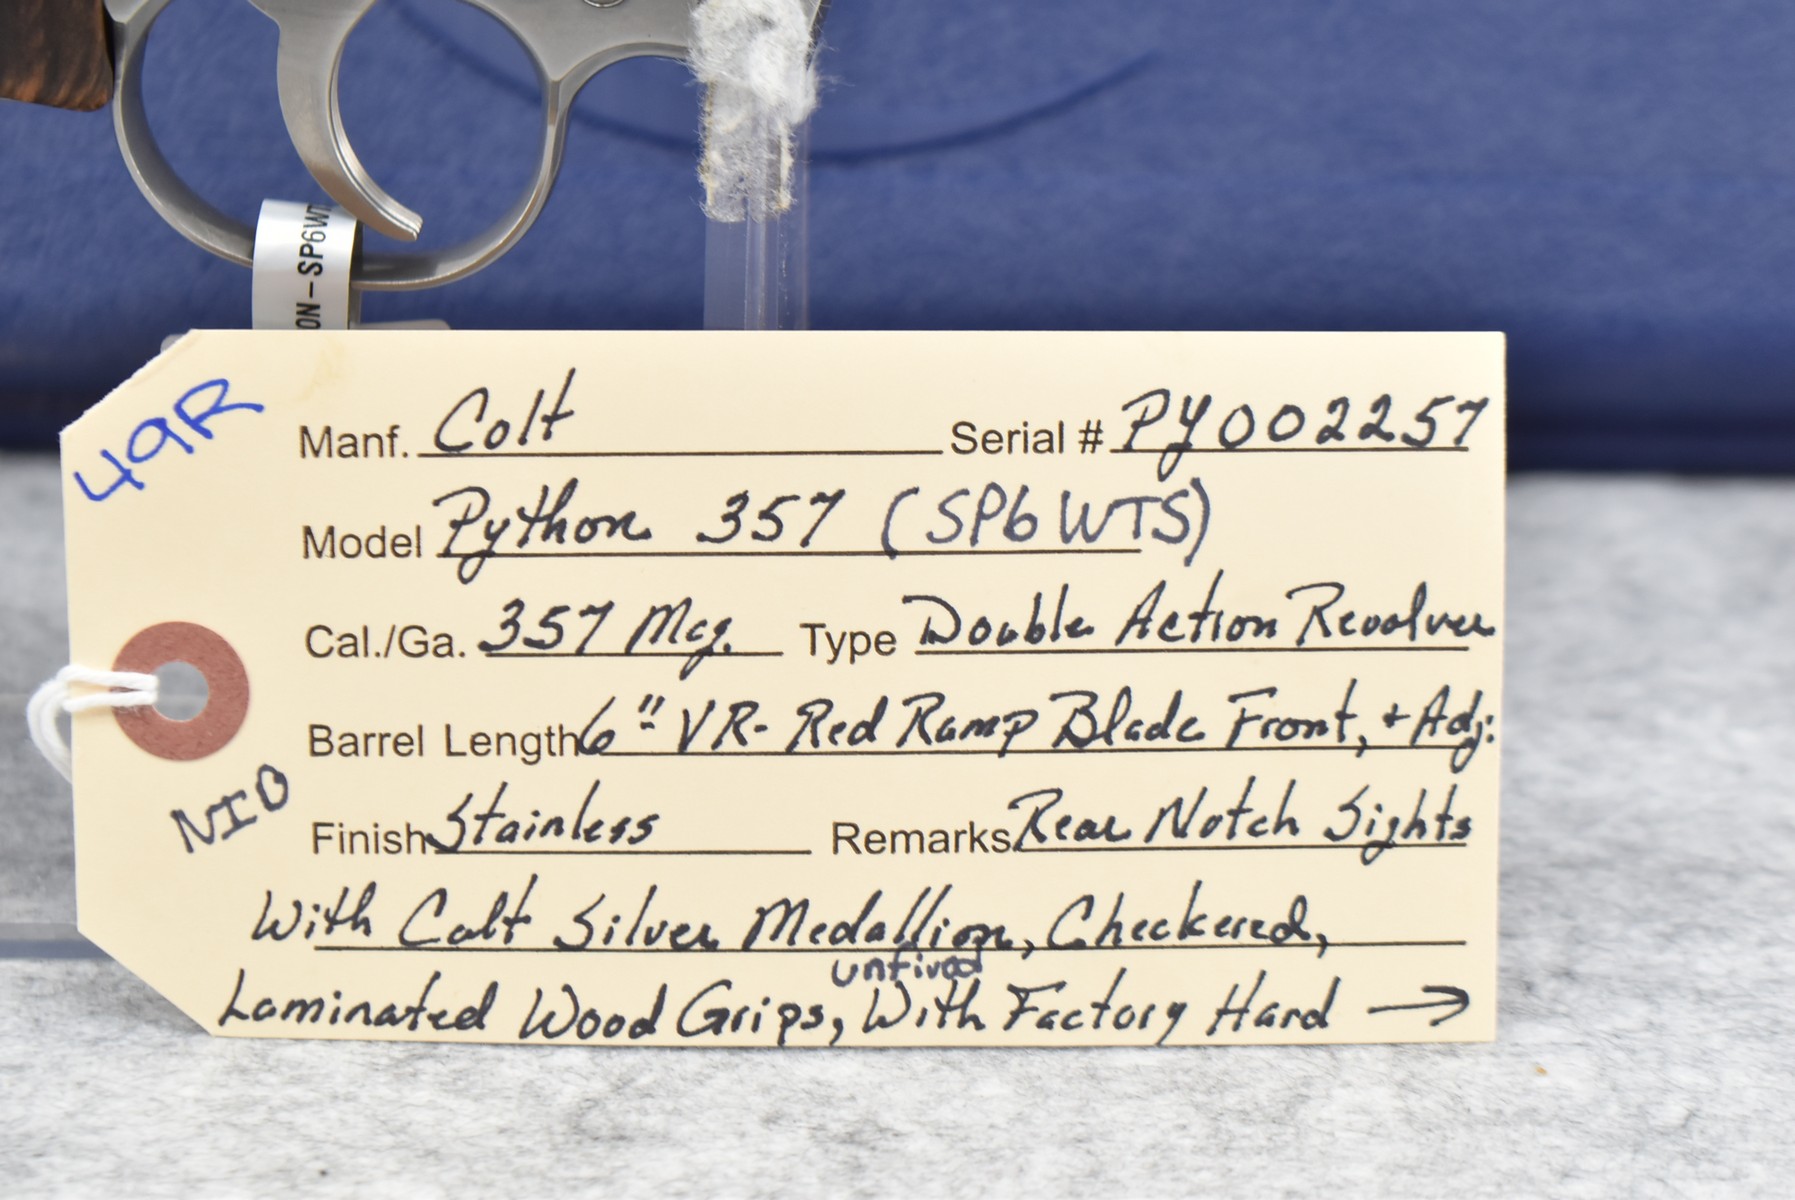 ON-SP6WT
49R
Manf. Colt Serial # PY002257
Model Python 357 (SP6WTS)
Cal./Ga. 357 Mag. Type Double Action Revolver
Barrel Length 6" VR- Red Ramp Blade Front, + Adj:
NIB
Finish Stainless Remarks Rear Notch Sights
With Colt Silver Medallion, Checkered,
unfired
Laminated Wood Grips, With Factory Hard →